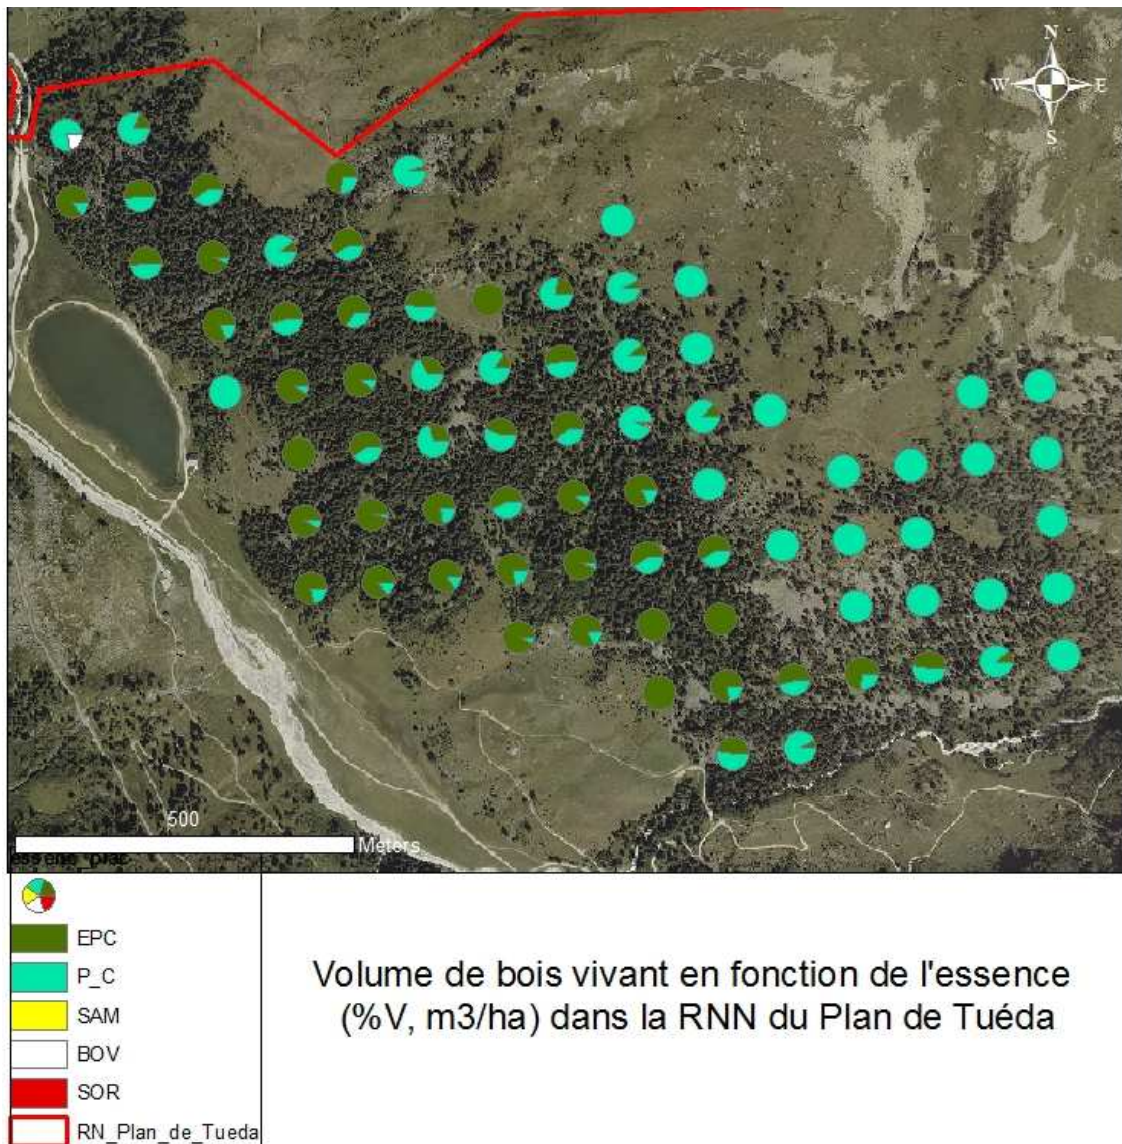 N
W E
S
500
Meters
essene_plac
EPC
P_C
SAM
BOV
SOR
RN_Plan_de_Tueda
Volume de bois vivant en fonction de l'essence
(%V, m3/ha) dans la RNN du Plan de Tuéda